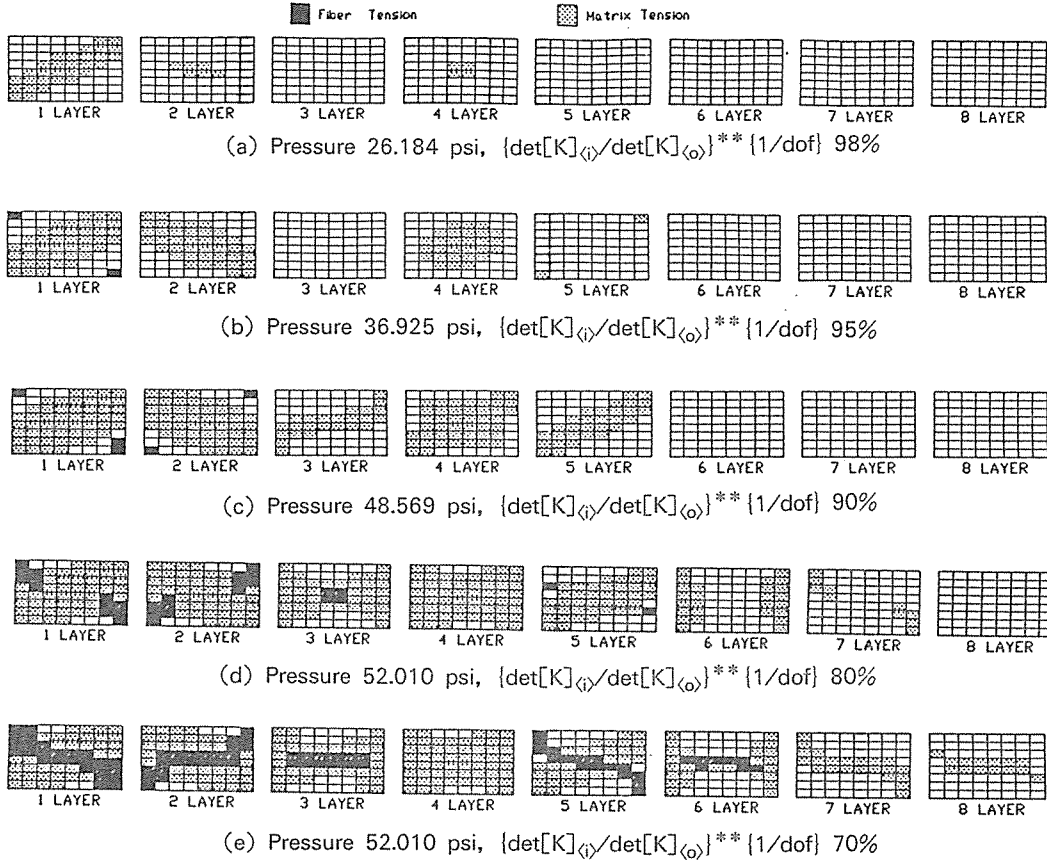 Fiber Tension Matrix Tension
1 LAYER 2 LAYER 3 LAYER 4 LAYER 5 LAYER 6 LAYER 7 LAYER 8 LAYER
(a) Pressure 26.184 psi, {det[K]⟨i⟩/det[K]⟨o⟩}**{1/dof} 98%
1 LAYER 2 LAYER 3 LAYER 4 LAYER 5 LAYER 6 LAYER 7 LAYER 8 LAYER
(b) Pressure 36.925 psi, {det[K]⟨i⟩/det[K]⟨o⟩}**{1/dof} 95%
1 LAYER 2 LAYER 3 LAYER 4 LAYER 5 LAYER 6 LAYER 7 LAYER 8 LAYER
(c) Pressure 48.569 psi, {det[K]⟨i⟩/det[K]⟨o⟩}**{1/dof} 90%
1 LAYER 2 LAYER 3 LAYER 4 LAYER 5 LAYER 6 LAYER 7 LAYER 8 LAYER
(d) Pressure 52.010 psi, {det[K]⟨i⟩/det[K]⟨o⟩}**{1/dof} 80%
1 LAYER 2 LAYER 3 LAYER 4 LAYER 5 LAYER 6 LAYER 7 LAYER 8 LAYER
(e) Pressure 52.010 psi, {det[K]⟨i⟩/det[K]⟨o⟩}**{1/dof} 70%